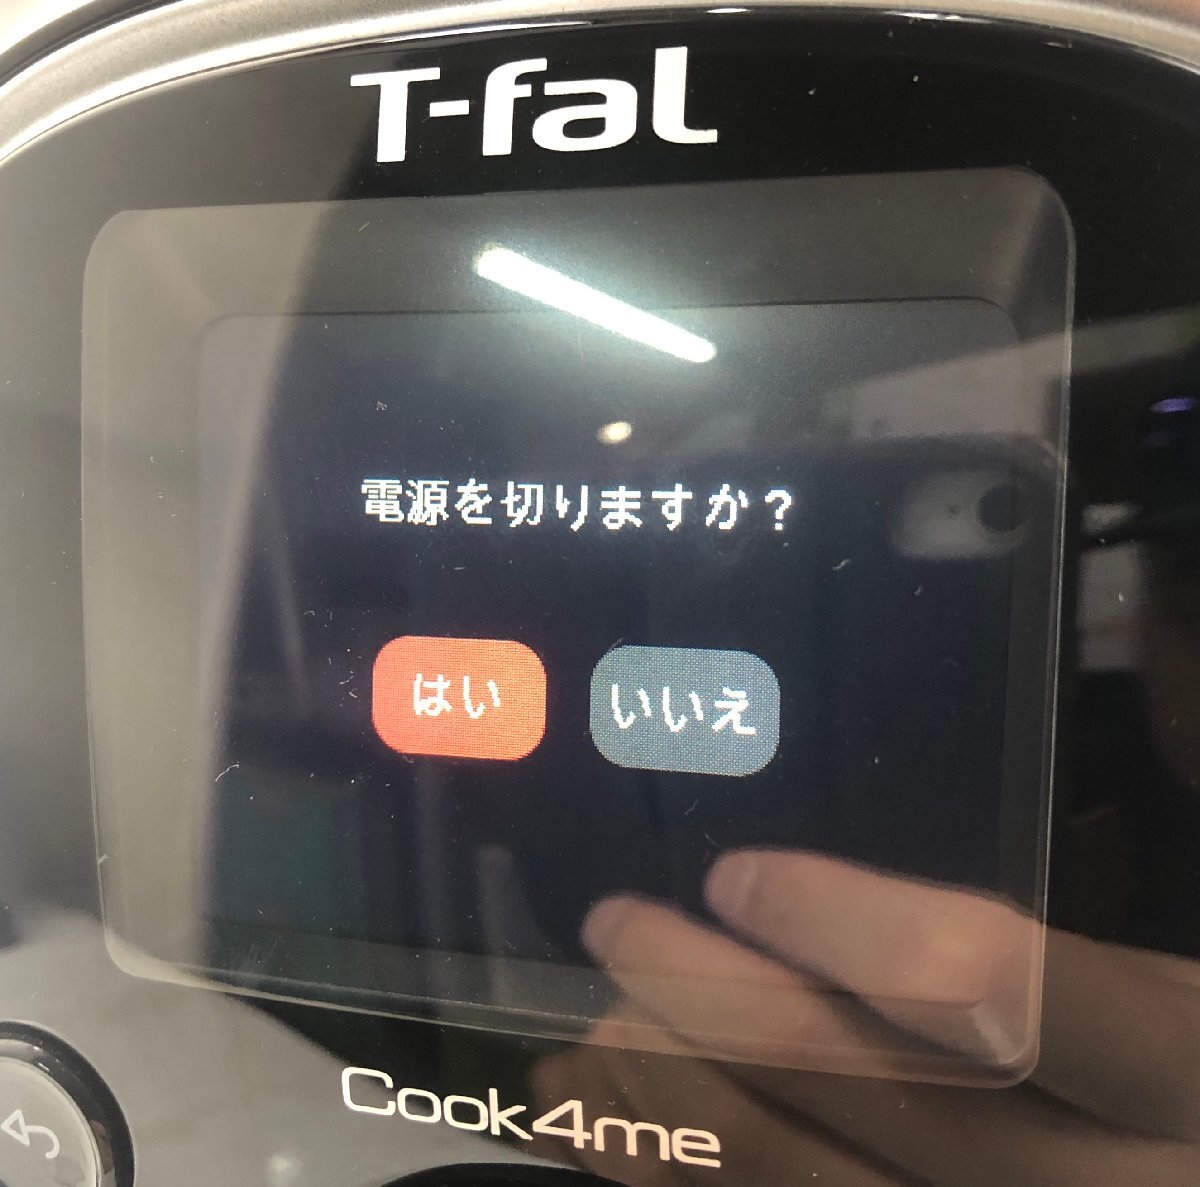 T-fal
電源を切りますか？
はい
いいえ
Cook4me